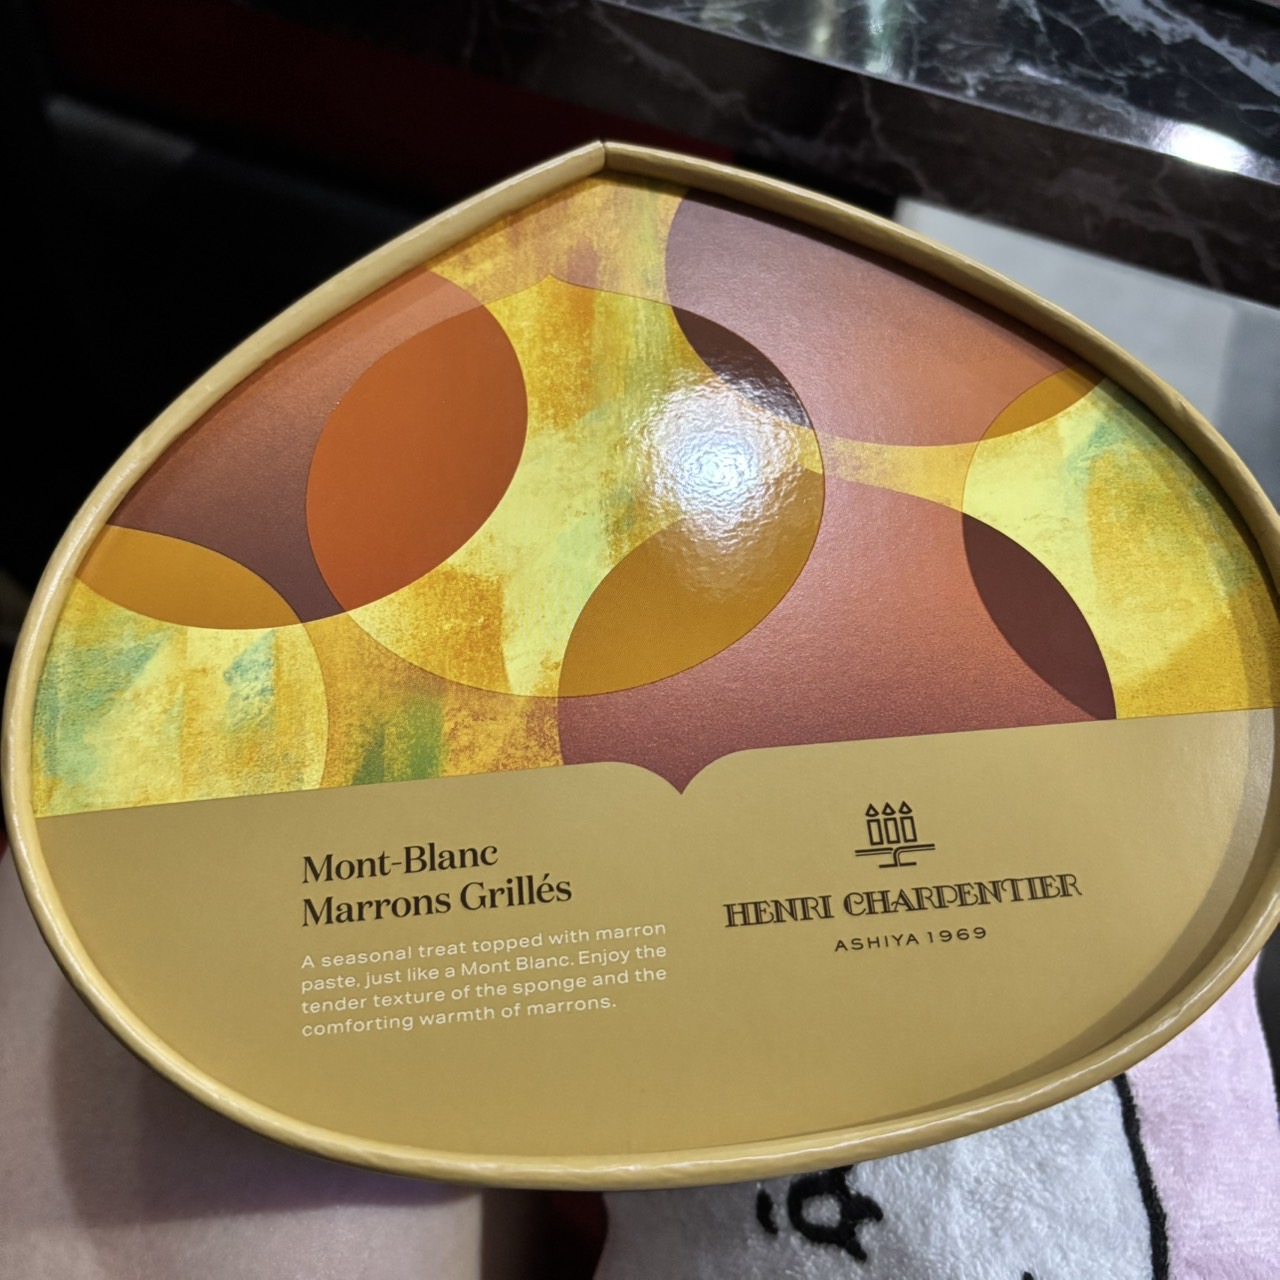 Mont-Blanc
Marrons Grillés
A seasonal treat topped with marron
paste, just like a Mont Blanc. Enjoy the
tender texture of the sponge and the
comforting warmth of marrons.
HENRI CHARPENTIER
ASHIYA 1969